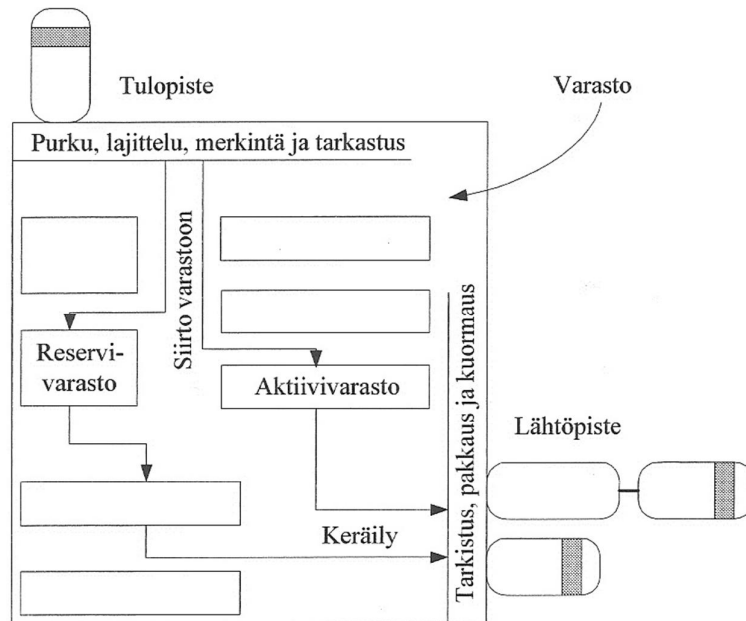 Tulopiste
Varasto
Purku, lajittelu, merkintä ja tarkastus
Siirto varastoon
Reservi-
varasto
Aktiivivarasto
Tarkistus, pakkaus ja kuormaus
Lähtöpiste
Keräily